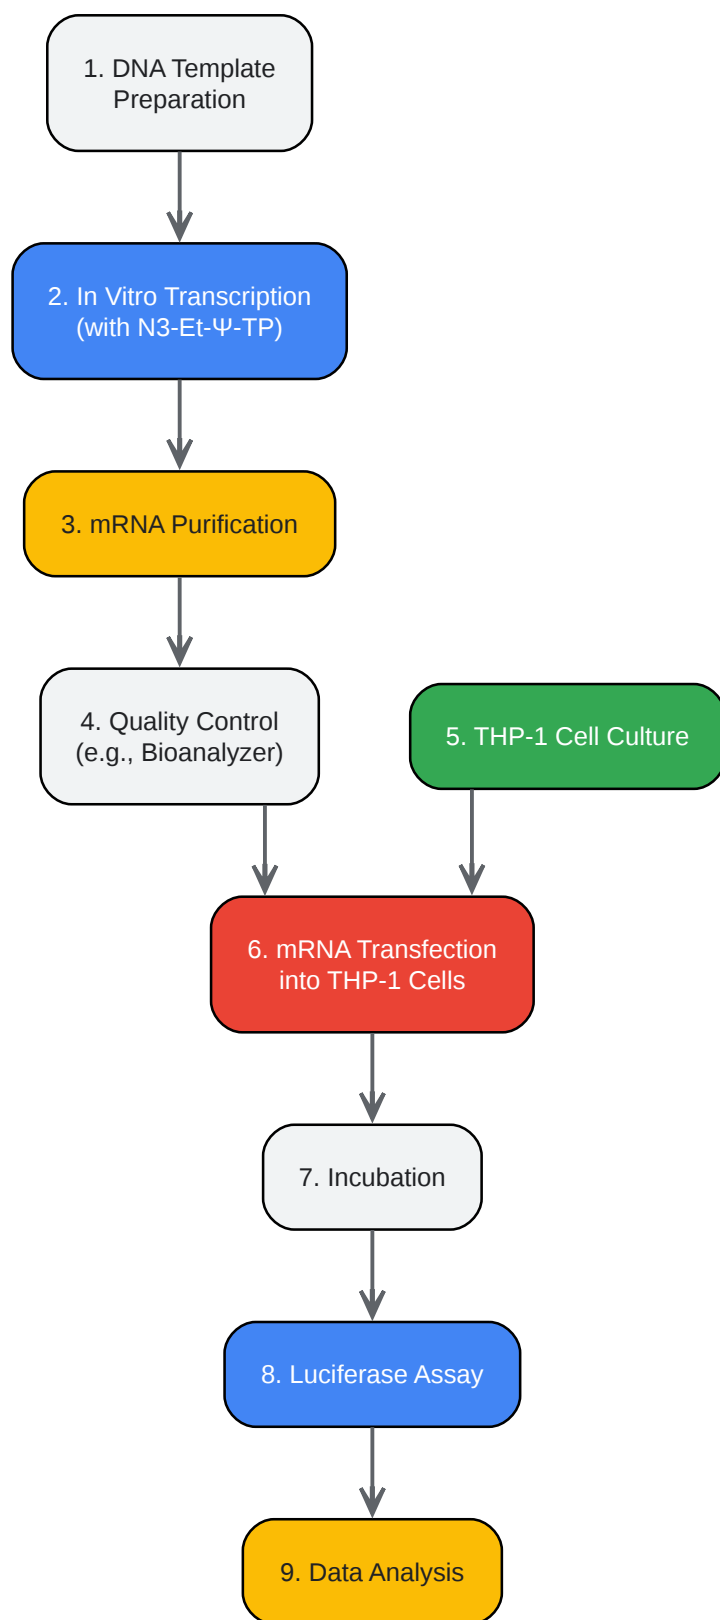 1. DNA Template
Preparation
2. In Vitro Transcription
(with N3-Et-Ψ-TP)
3. mRNA Purification
4. Quality Control
(e.g., Bioanalyzer)
5. THP-1 Cell Culture
6. mRNA Transfection
into THP-1 Cells
7. Incubation
8. Luciferase Assay
9. Data Analysis